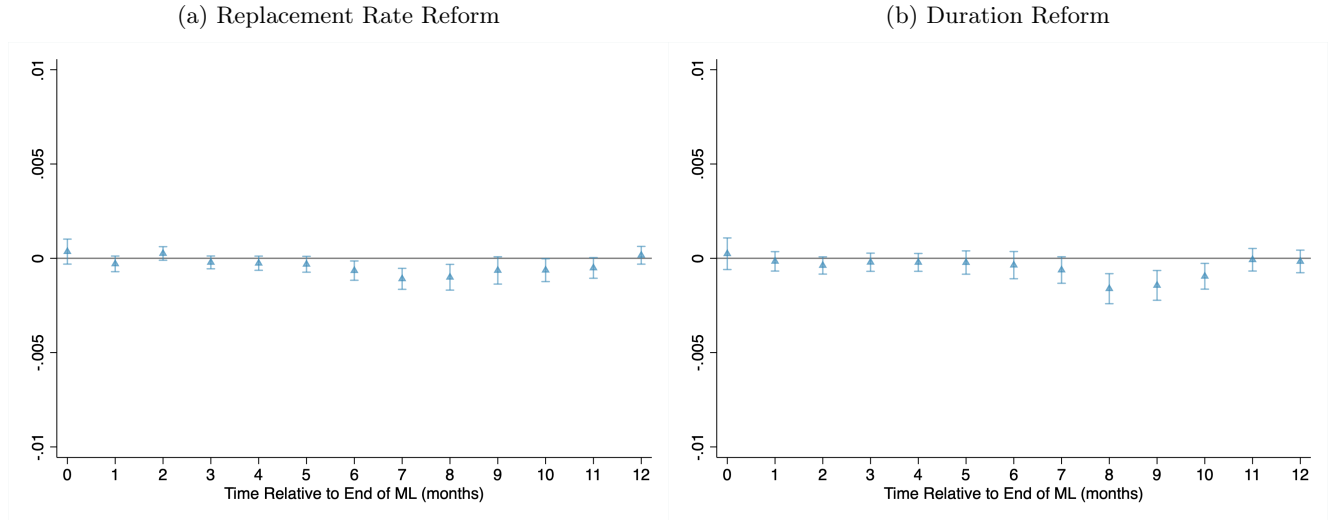 (a) Replacement Rate Reform
.01
.005
0
-.005
-.01
0 1 2 3 4 5 6 7 8 9 10 11 12
Time Relative to End of ML (months)
(b) Duration Reform
.01
.005
0
-.005
-.01
0 1 2 3 4 5 6 7 8 9 10 11 12
Time Relative to End of ML (months)